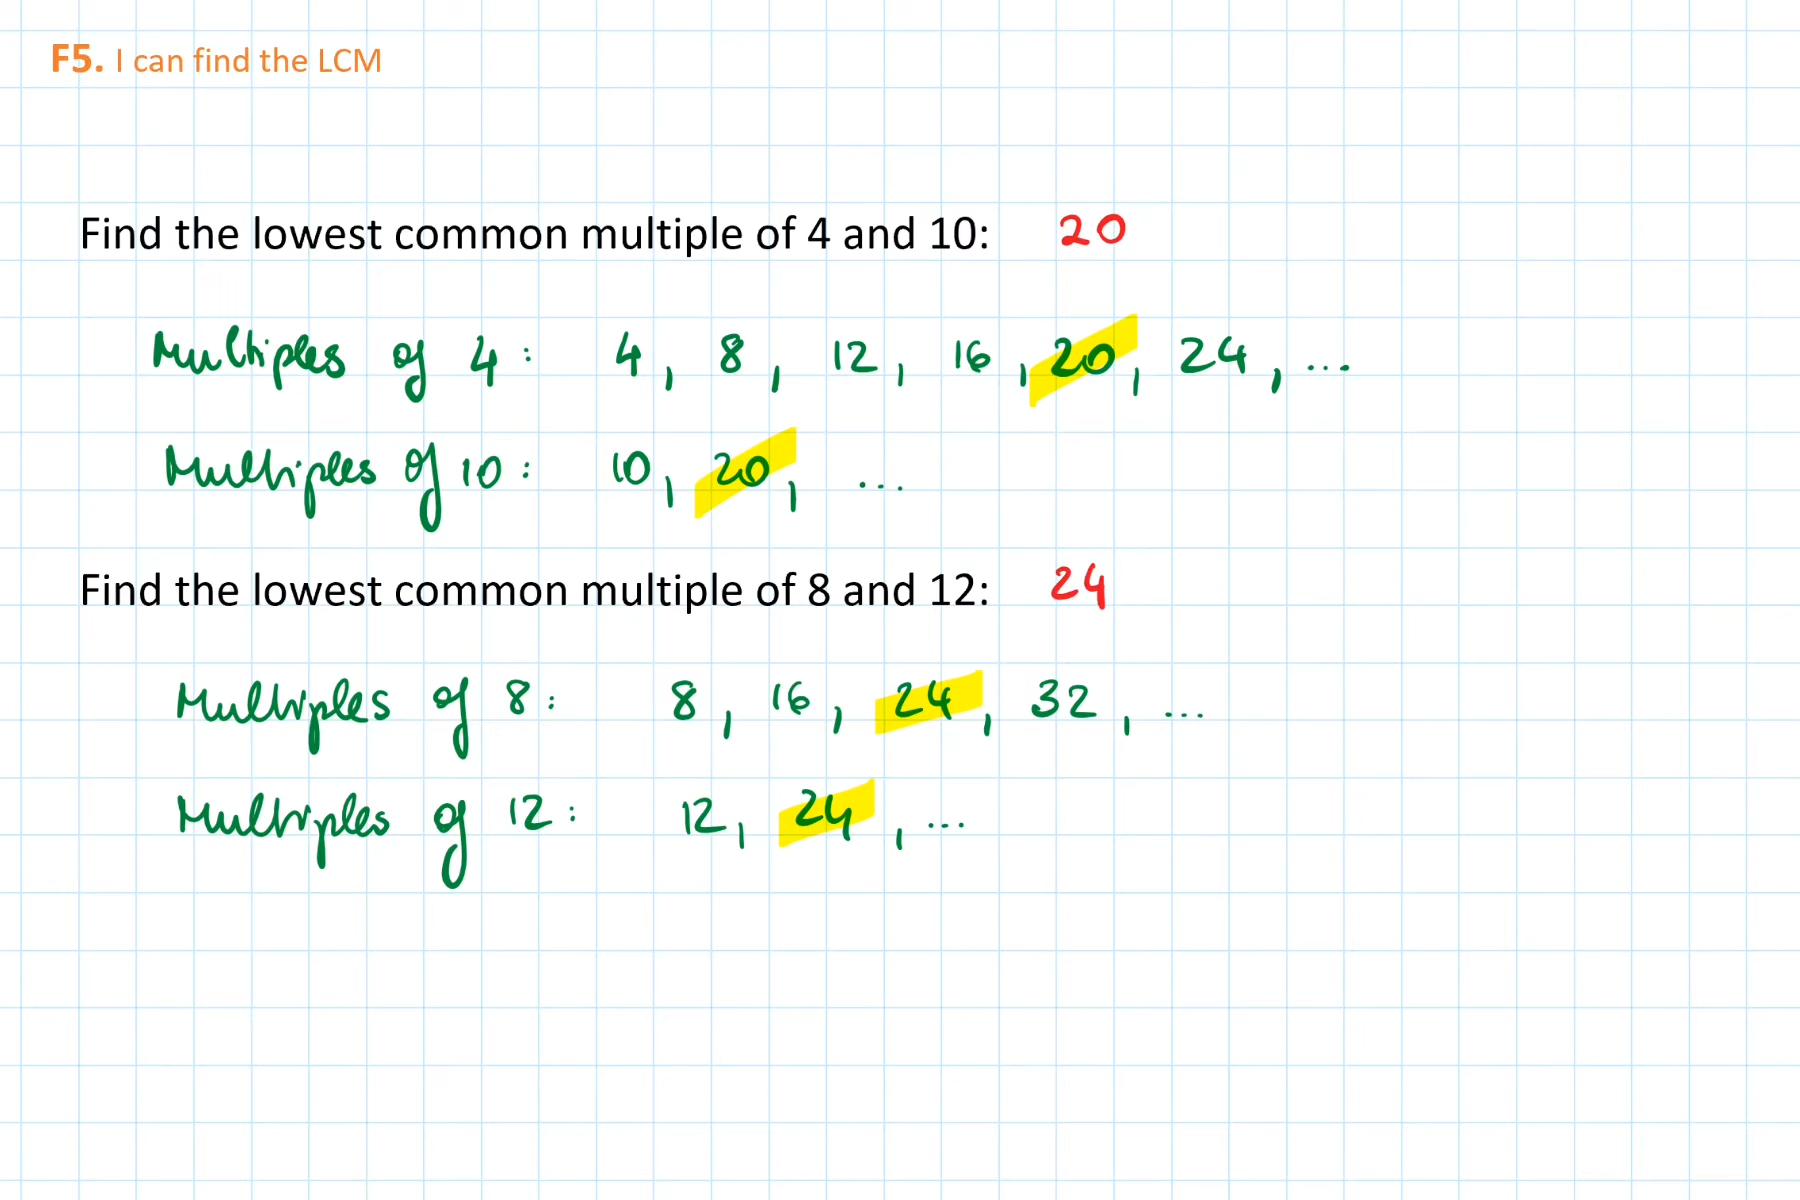 F5. I can find the LCM
Find the lowest common multiple of 4 and 10: 20
Multiples of 4: 4, 8, 12, 16, 20, 24, ...
Multiples of 10: 10, 20, ...
Find the lowest common multiple of 8 and 12: 24
Multiples of 8: 8, 16, 24, 32, ...
Multiples of 12: 12, 24, ...